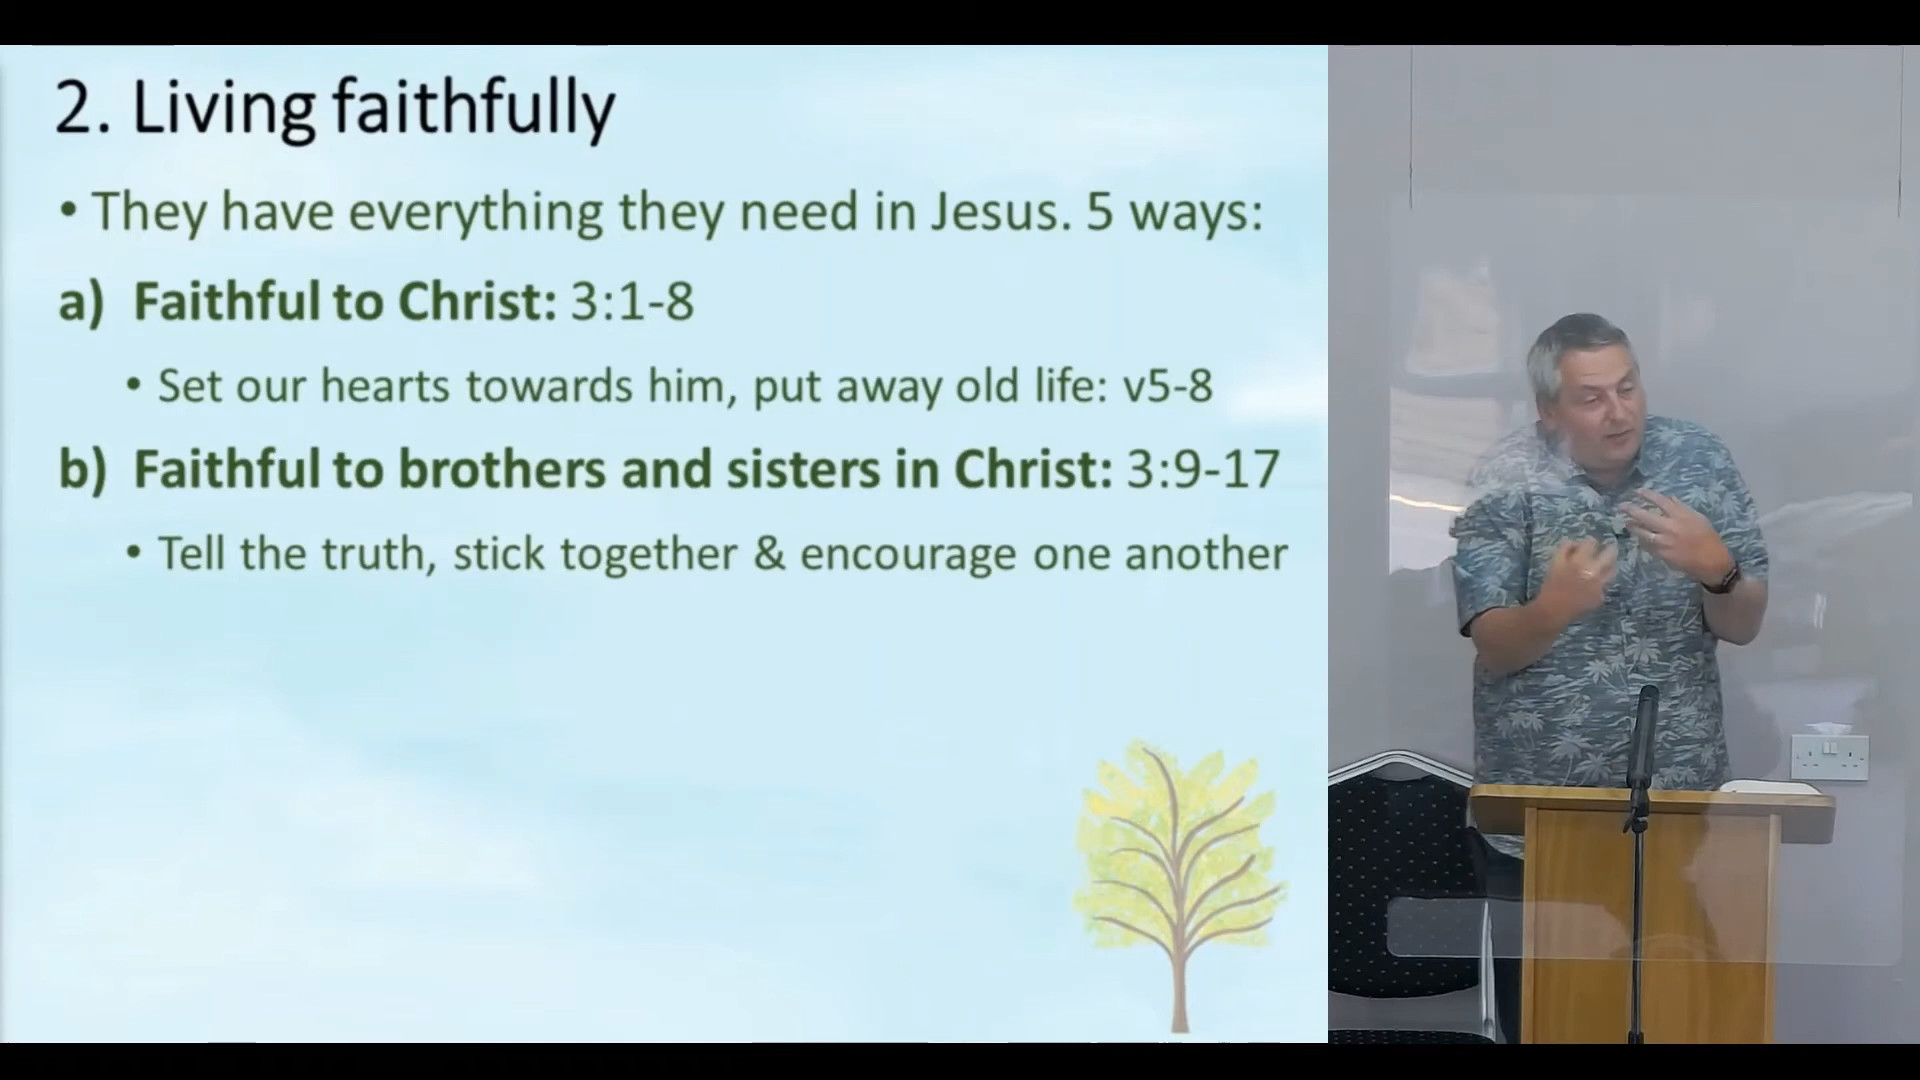 2. Living faithfully
• They have everything they need in Jesus. 5 ways:
a) Faithful to Christ: 3:1-8
• Set our hearts towards him, put away old life: v5-8
b) Faithful to brothers and sisters in Christ: 3:9-17
• Tell the truth, stick together & encourage one another